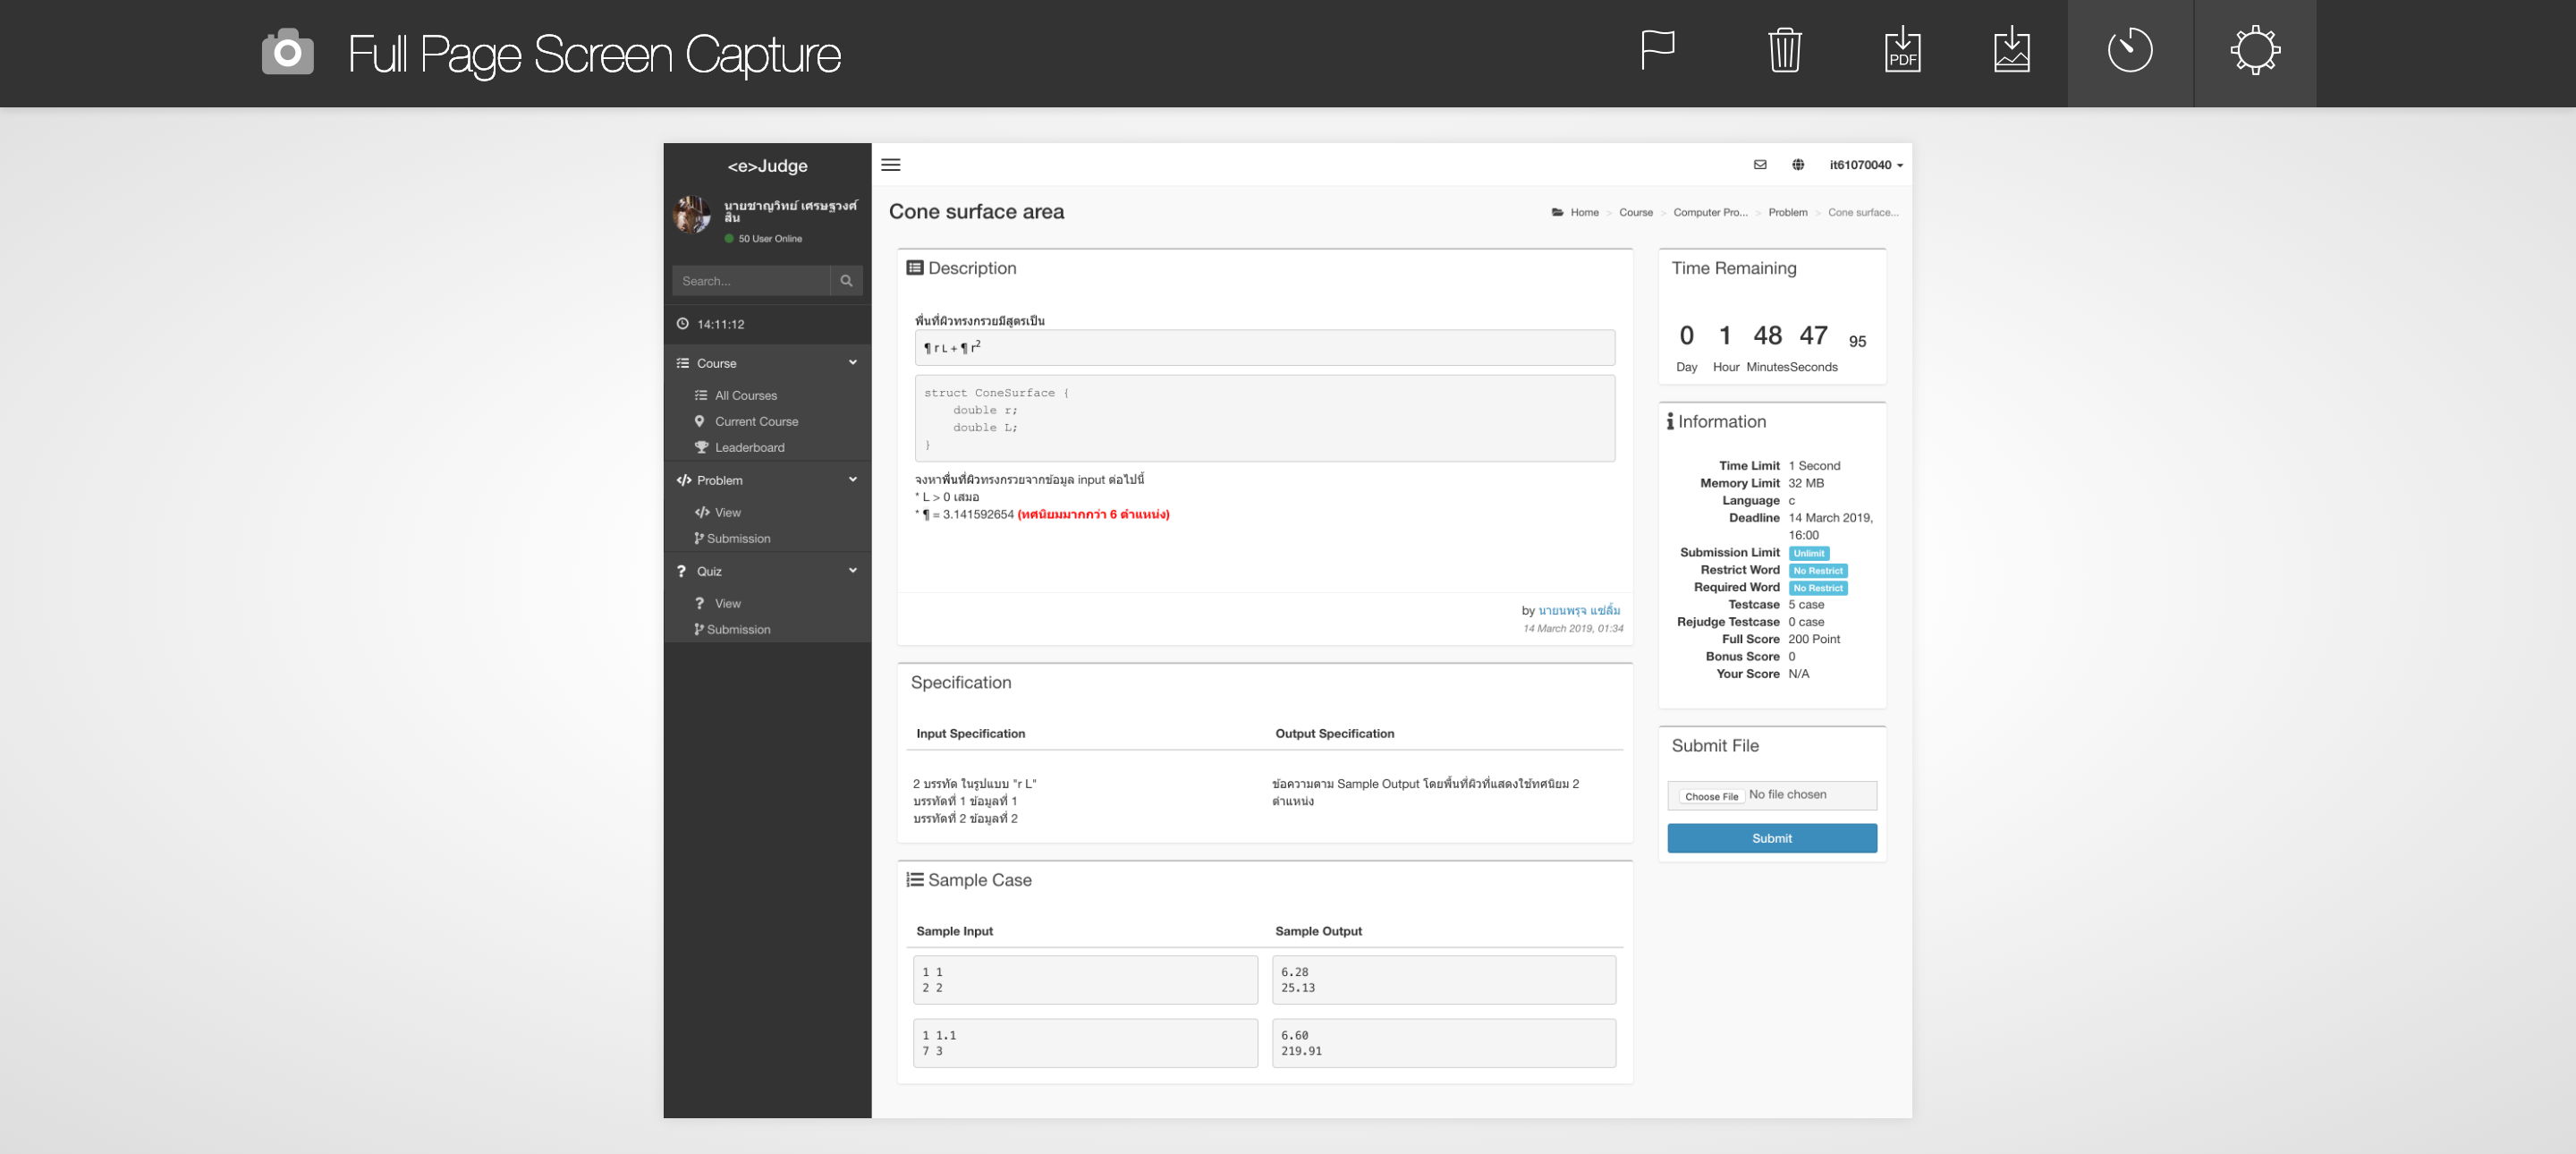 Full Page Screen Capture
PDF
<e>Judge
นายชาญวิทย์ เศรษฐวงศ์
สิน
50 User Online
Search...
14:11:12
Course
All Courses
Current Course
Leaderboard
Problem
View
Submission
Quiz
View
Submission
it61070040
Cone surface area
Home > Course > Computer Pro... > Problem > Cone surface...
Description
พื้นที่ผิวทรงกรวยมีสูตรเป็น
¶ r L + ¶ r2
struct ConeSurface {
double r;
double L;
}
จงหาพื้นที่ผิวทรงกรวยจากข้อมูล input ต่อไปนี้
* L > 0 เสมอ
* ¶ = 3.141592654 (ทศนิยมมากกว่า 6 ตำแหน่ง)
by นายนพรุจ แซ่ลิ้ม
14 March 2019, 01:34
Specification
Input Specification
Output Specification
2 บรรทัด ในรูปแบบ "r L"
บรรทัดที่ 1 ข้อมูลที่ 1
บรรทัดที่ 2 ข้อมูลที่ 2
ข้อความตาม Sample Output โดยพื้นที่ผิวที่แสดงใช้ทศนิยม 2
ตำแหน่ง
Sample Case
Sample Input
Sample Output
1 1
2 2
6.28
25.13
1 1.1
7 3
6.60
219.91
Time Remaining
0 1 48 47 95
Day Hour Minutes Seconds
Information
Time Limit 1 Second
Memory Limit 32 MB
Language c
Deadline 14 March 2019,
16:00
Submission Limit Unlimit
Restrict Word No Restrict
Required Word No Restrict
Testcase 5 case
Rejudge Testcase 0 case
Full Score 200 Point
Bonus Score 0
Your Score N/A
Submit File
Choose File No file chosen
Submit